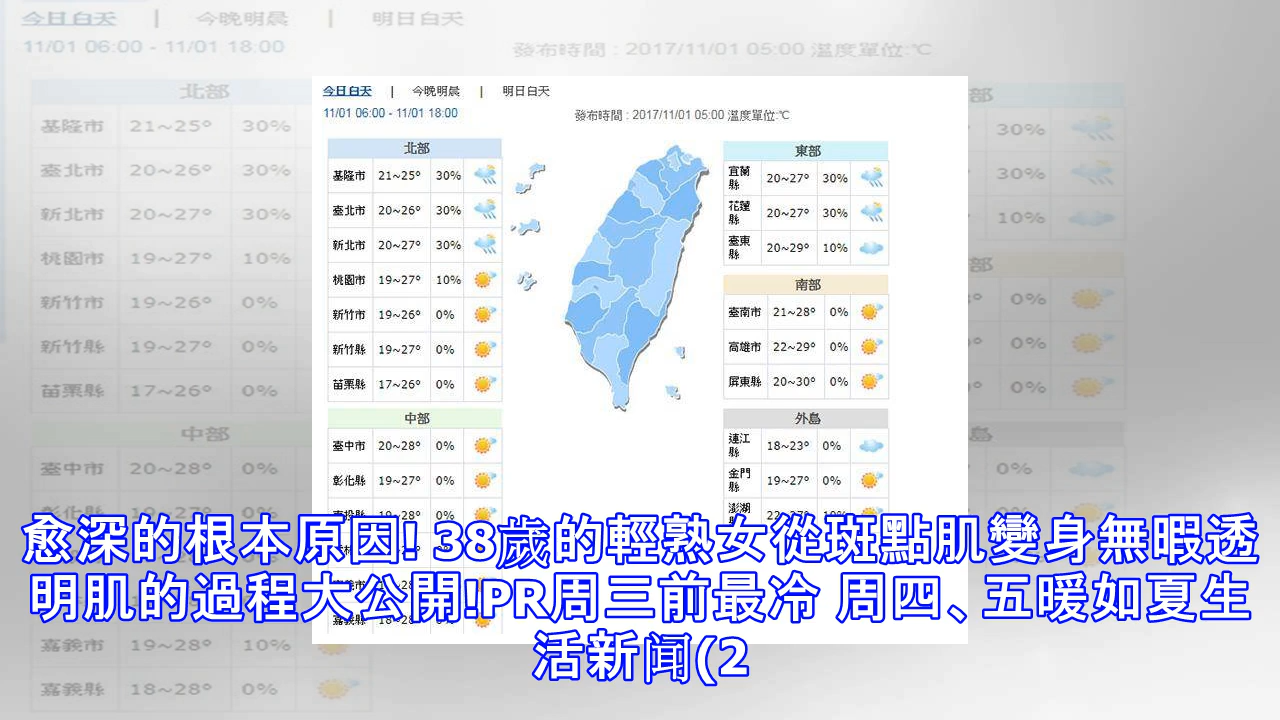 今日白天 | 今晚明晨 | 明日白天
11/01 06:00 - 11/01 18:00
發布時間 : 2017/11/01 05:00 溫度單位:℃
北部
基隆市 21~25° 30%
臺北市 20~26° 30%
新北市 20~27° 30%
桃園市 19~27° 10%
新竹市 19~26° 0%
新竹縣 19~27° 0%
苗栗縣 17~26° 0%
中部
臺中市 20~28° 0%
彰化縣 19~27° 0%
東部
宜蘭縣 20~27° 30%
花蓮縣 20~27° 30%
臺東縣 20~29° 10%
南部
臺南市 21~28° 0%
高雄市 22~29° 0%
屏東縣 20~30° 0%
外島
連江縣 18~23° 0%
金門縣 19~27° 0%
澎湖
愈深的根本原因! 38歲的輕熟女從斑點肌變身無暇透
明肌的過程大公開!PR周三前最冷 周四、五暖如夏生
活新闻(2
嘉義市 19~28° 10%
嘉義縣 18~28° 0%